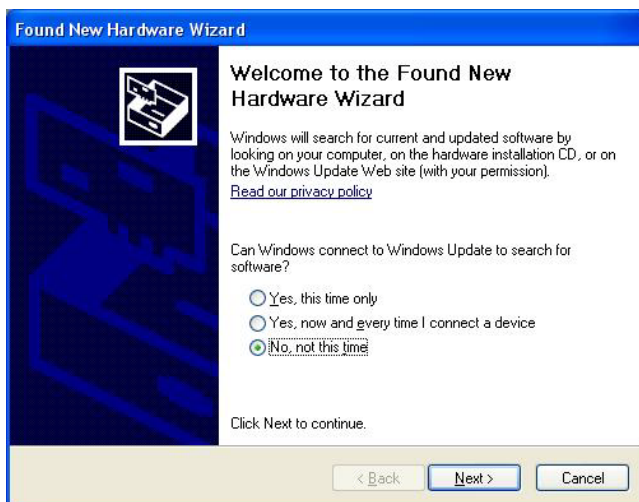 Found New Hardware Wizard
Welcome to the Found New
Hardware Wizard
Windows will search for current and updated software by
looking on your computer, on the hardware installation CD, or on
the Windows Update Web site (with your permission).
Read our privacy policy
Can Windows connect to Windows Update to search for
software?
Yes, this time only
Yes, now and every time I connect a device
No, not this time
Click Next to continue.
< Back Next > Cancel